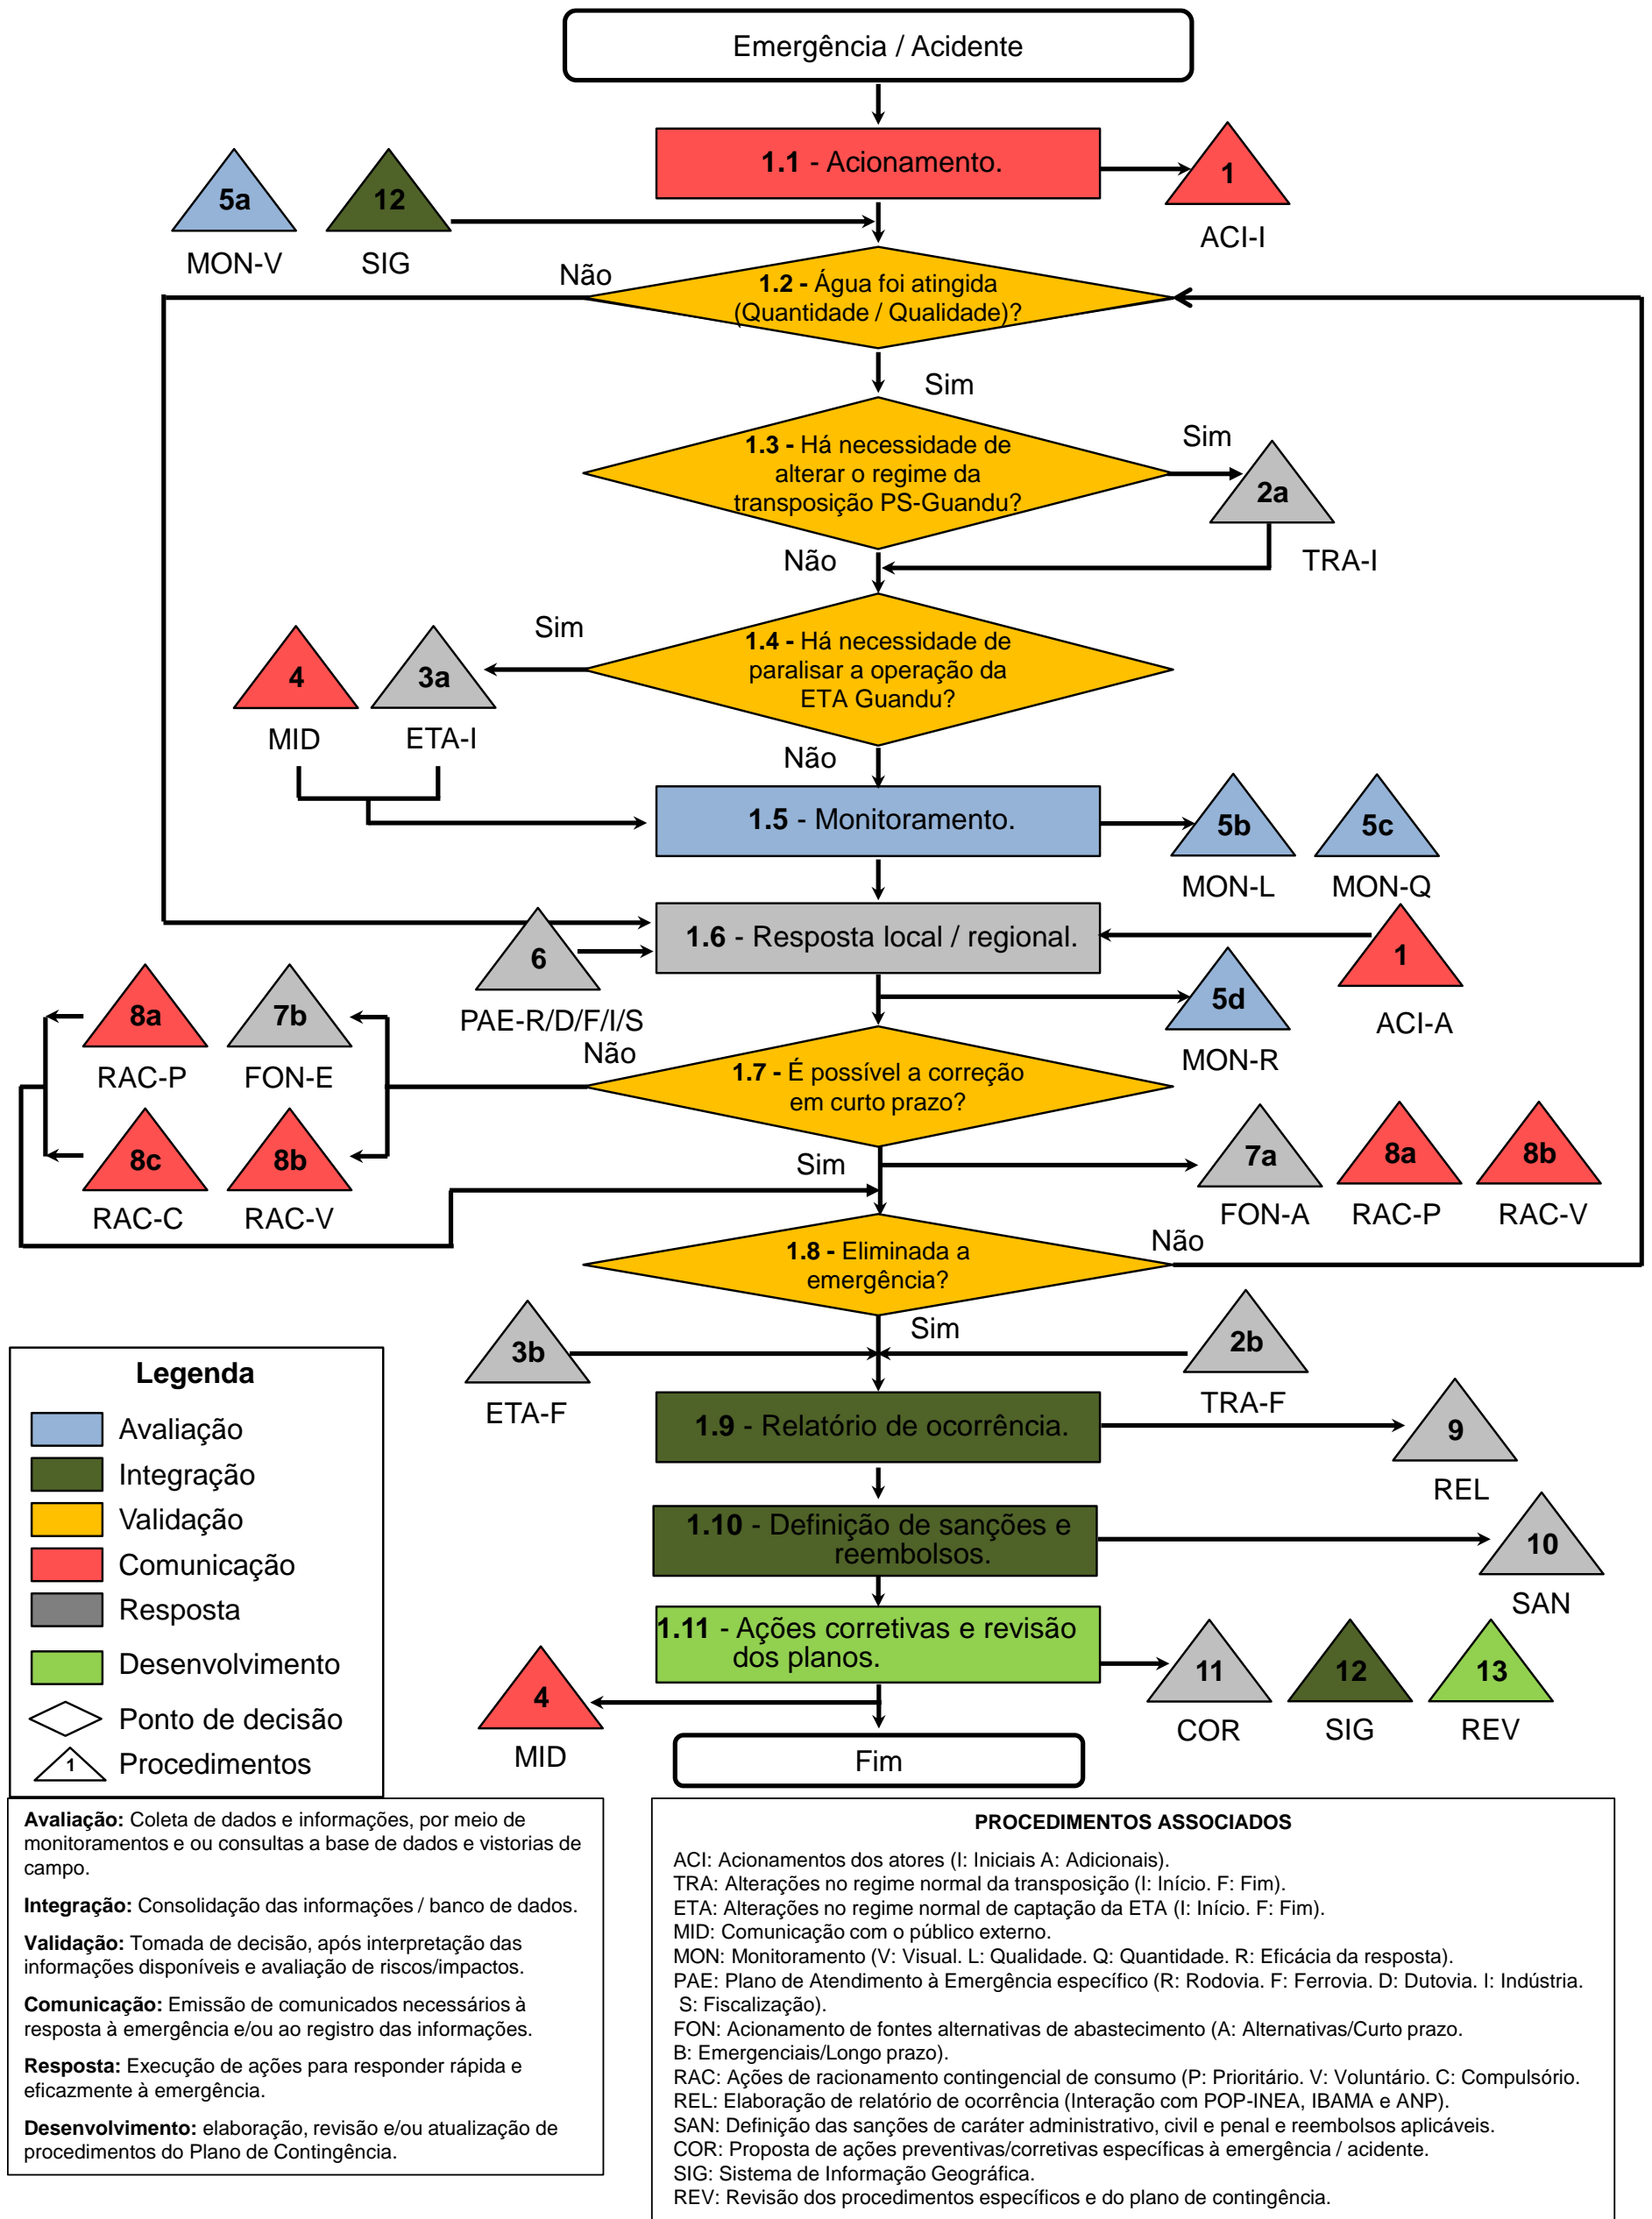 Emergência / Acidente
1.1 - Acionamento.
1
ACI-I
5a
MON-V
12
SIG
Não
1.2 - Água foi atingida
(Quantidade / Qualidade)?
Sim
1.3 - Há necessidade de
alterar o regime da
transposição PS-Guandu?
Sim
2a
TRA-I
Não
1.4 - Há necessidade de
paralisar a operação da
ETA Guandu?
Sim
4
MID
3a
ETA-I
Não
1.5 - Monitoramento.
5b
MON-L
5c
MON-Q
1.6 - Resposta local / regional.
6
PAE-R/D/F/I/S
1
ACI-A
5d
MON-R
Não
1.7 - É possível a correção
em curto prazo?
8a
RAC-P
7b
FON-E
8c
RAC-C
8b
RAC-V
Sim
7a
FON-A
8a
RAC-P
8b
RAC-V
1.8 - Eliminada a
emergência?
Não
Sim
3b
ETA-F
2b
TRA-F
1.9 - Relatório de ocorrência.
9
REL
1.10 - Definição de sanções e
reembolsos.
10
SAN
1.11 - Ações corretivas e revisão
dos planos.
11
COR
12
SIG
13
REV
4
MID
Fim
Legenda
Avaliação
Integração
Validação
Comunicação
Resposta
Desenvolvimento
Ponto de decisão
1
Procedimentos
Avaliação: Coleta de dados e informações, por meio de
monitoramentos e ou consultas a base de dados e vistorias de
campo.
Integração: Consolidação das informações / banco de dados.
Validação: Tomada de decisão, após interpretação das
informações disponíveis e avaliação de riscos/impactos.
Comunicação: Emissão de comunicados necessários à
resposta à emergência e/ou ao registro das informações.
Resposta: Execução de ações para responder rápida e
eficazmente à emergência.
Desenvolvimento: elaboração, revisão e/ou atualização de
procedimentos do Plano de Contingência.
PROCEDIMENTOS ASSOCIADOS
ACI: Acionamentos dos atores (I: Iniciais A: Adicionais).
TRA: Alterações no regime normal da transposição (I: Início. F: Fim).
ETA: Alterações no regime normal de captação da ETA (I: Início. F: Fim).
MID: Comunicação com o público externo.
MON: Monitoramento (V: Visual. L: Qualidade. Q: Quantidade. R: Eficácia da resposta).
PAE: Plano de Atendimento à Emergência específico (R: Rodovia. F: Ferrovia. D: Dutovia. I: Indústria.
S: Fiscalização).
FON: Acionamento de fontes alternativas de abastecimento (A: Alternativas/Curto prazo.
B: Emergenciais/Longo prazo).
RAC: Ações de racionamento contingencial de consumo (P: Prioritário. V: Voluntário. C: Compulsório.
REL: Elaboração de relatório de ocorrência (Interação com POP-INEA, IBAMA e ANP).
SAN: Definição das sanções de caráter administrativo, civil e penal e reembolsos aplicáveis.
COR: Proposta de ações preventivas/corretivas específicas à emergência / acidente.
SIG: Sistema de Informação Geográfica.
REV: Revisão dos procedimentos específicos e do plano de contingência.